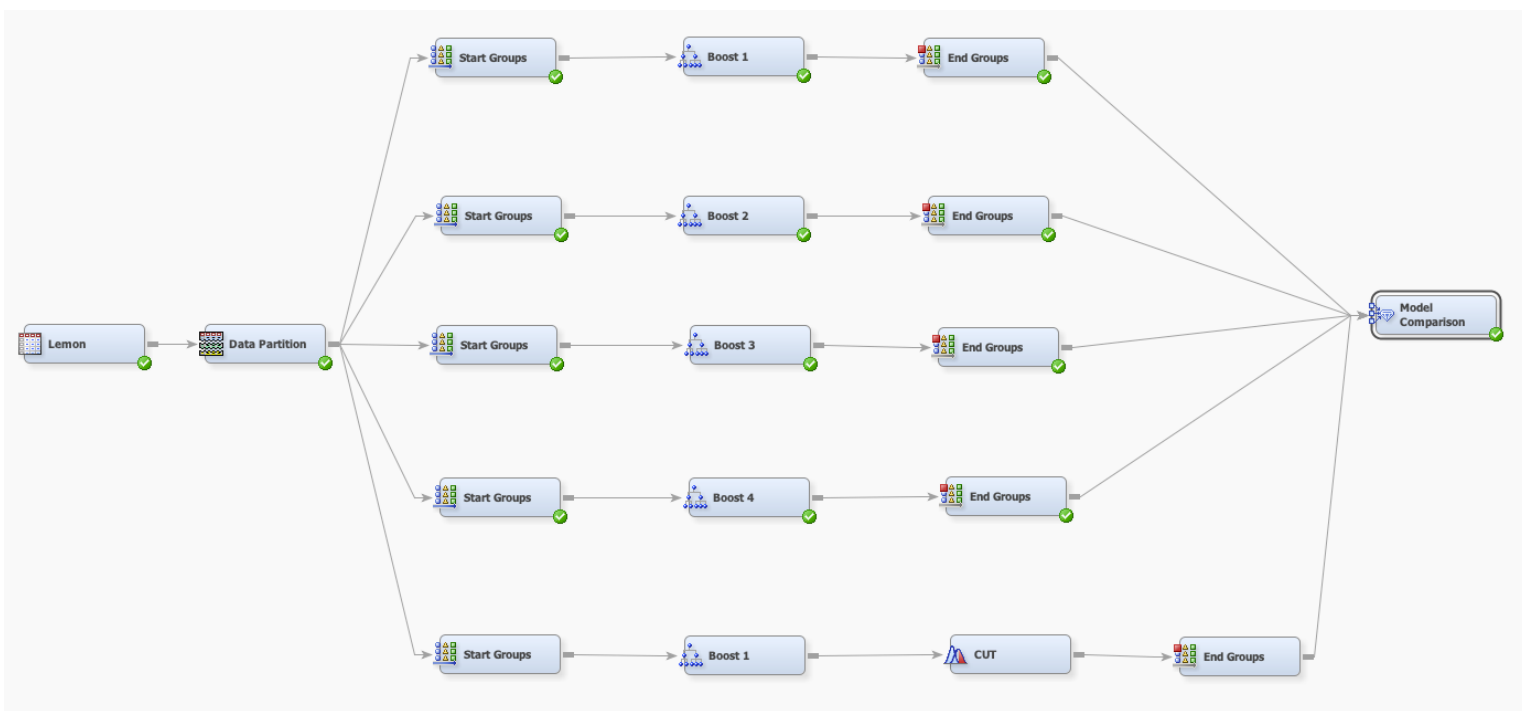 Start Groups
Boost 1
End Groups
Start Groups
Boost 2
End Groups
Lemon
Data Partition
Start Groups
Boost 3
End Groups
Model
Comparison
Start Groups
Boost 4
End Groups
Start Groups
Boost 1
CUT
End Groups